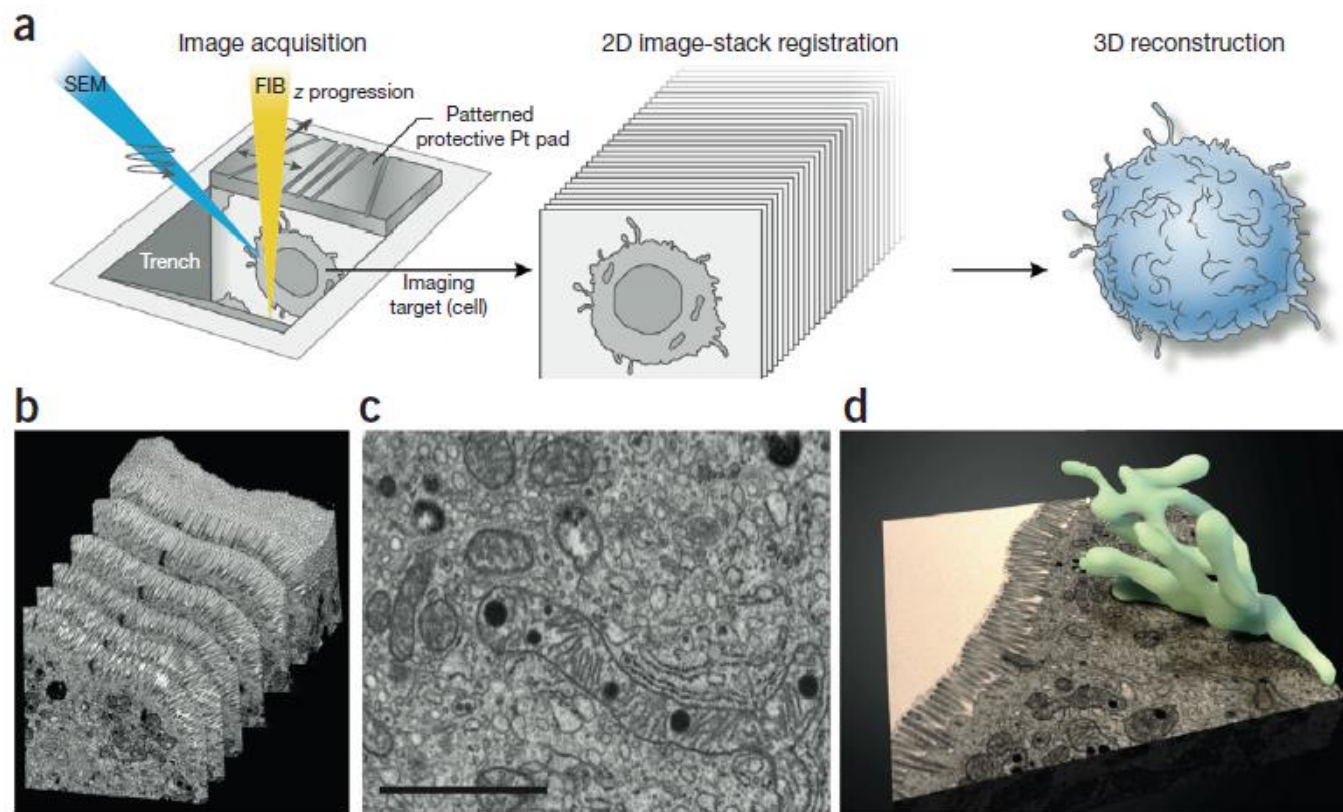 a
Image acquisition
2D image-stack registration
3D reconstruction
SEM
FIB
z progression
Patterned
protective Pt pad
Trench
Imaging
target (cell)
b
c
d